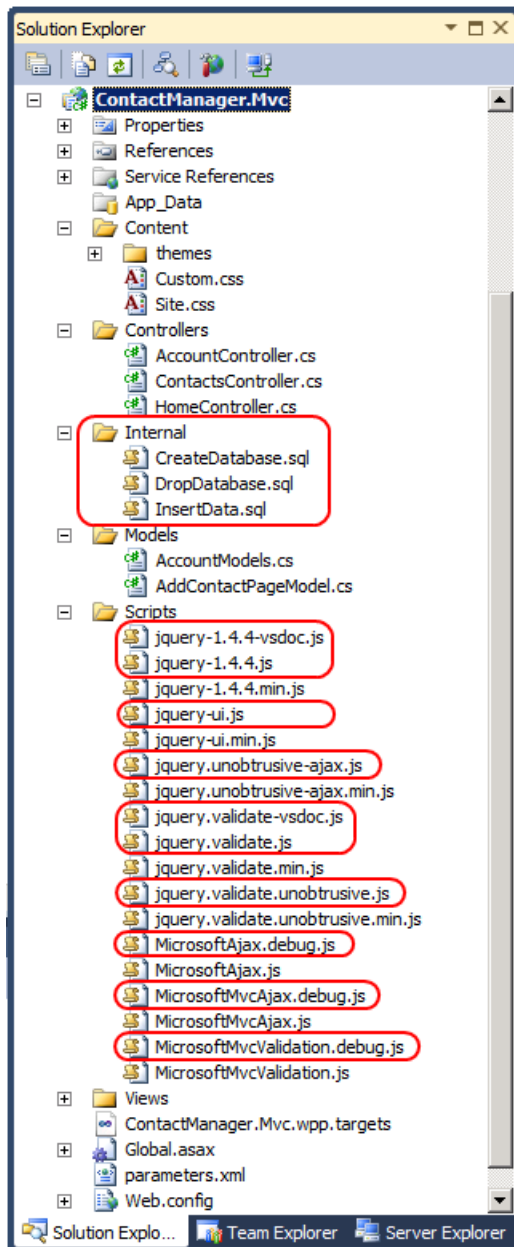 Solution Explorer
ContactManager.Mvc
Properties
References
Service References
App_Data
Content
themes
Custom.css
Site.css
Controllers
AccountController.cs
ContactsController.cs
HomeController.cs
Internal
CreateDatabase.sql
DropDatabase.sql
InsertData.sql
Models
AccountModels.cs
AddContactPageModel.cs
Scripts
jquery-1.4.4-vsdoc.js
jquery-1.4.4.js
jquery-1.4.4.min.js
jquery-ui.js
jquery-ui.min.js
jquery.unobtrusive-ajax.js
jquery.unobtrusive-ajax.min.js
jquery.validate-vsdoc.js
jquery.validate.js
jquery.validate.min.js
jquery.validate.unobtrusive.js
jquery.validate.unobtrusive.min.js
MicrosoftAjax.debug.js
MicrosoftAjax.js
MicrosoftMvcAjax.debug.js
MicrosoftMvcAjax.js
MicrosoftMvcValidation.debug.js
MicrosoftMvcValidation.js
Views
ContactManager.Mvc.wpp.targets
Global.asax
parameters.xml
Web.config
Solution Explo... Team Explorer Server Explorer